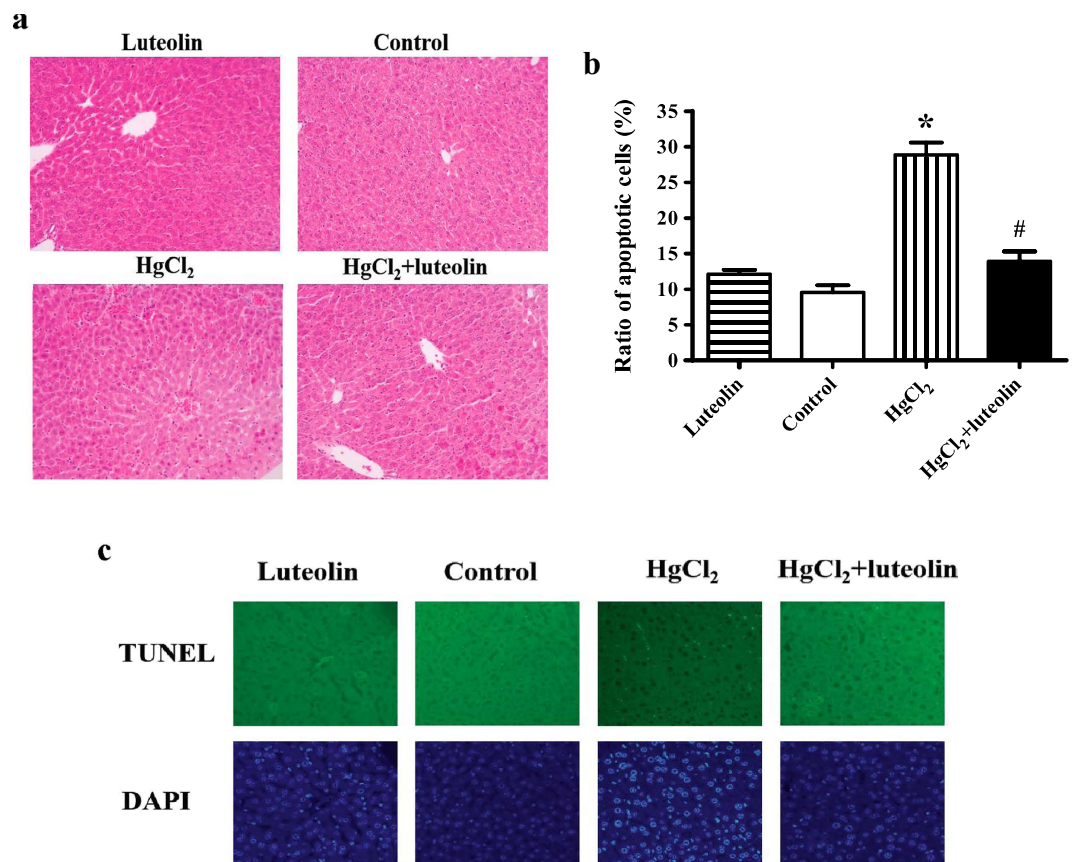 a
Luteolin Control
HgCl₂ HgCl₂+luteolin
b
Ratio of apoptotic cells (%)
35
30
25
20
15
10
5
0
*
#
Luteolin
Control
HgCl₂
HgCl₂+luteolin
c
Luteolin Control HgCl₂ HgCl₂+luteolin
TUNEL
DAPI